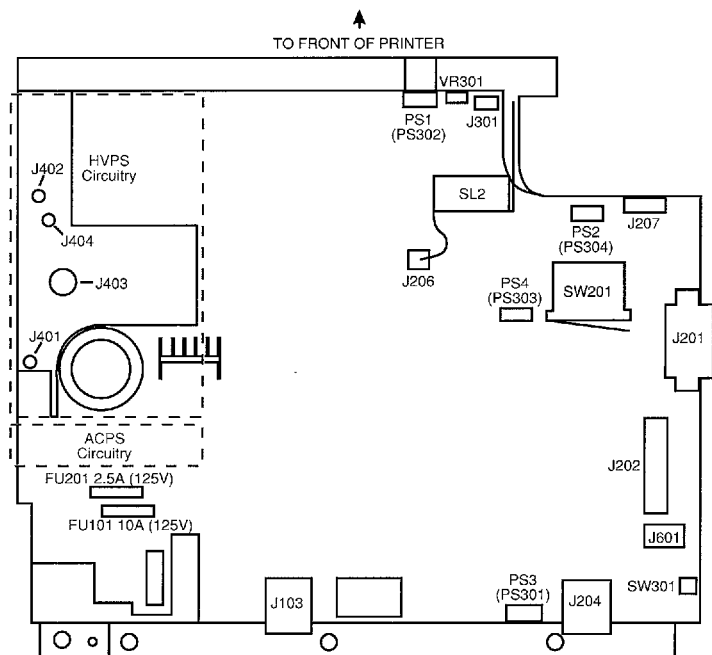 TO FRONT OF PRINTER
VR301
PS1
(PS302)
J301
HVPS
Circuitry
J402
J404
J403
J401
SL2
J206
PS2
(PS304)
J207
PS4
(PS303)
SW201
J201
ACPS
Circuitry
FU201 2.5A (125V)
FU101 10A (125V)
J202
J601
SW301
J103
PS3
(PS301)
J204